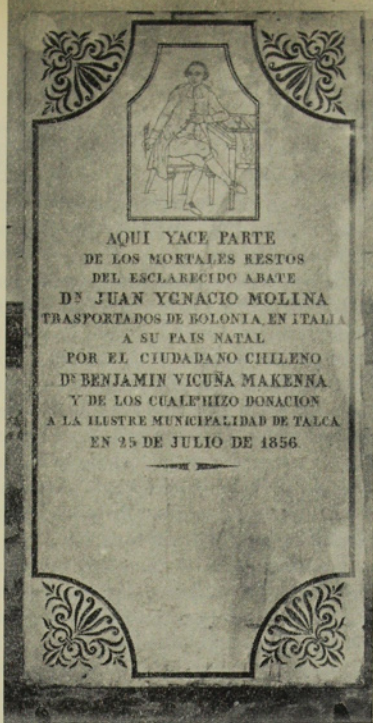 AQUI YACE PARTE
DE LOS MORTALES RESTOS
DEL ESCLARECIDO ABATE
Dᴺ JUAN YGNACIO MOLINA
TRASPORTADOS DE BOLONIA, EN ITALIA
A SU PAIS NATAL
POR EL CIUDADANO CHILENO
Dᴺ BENJAMIN VICUÑA MAKENNA
Y DE LOS CUALEˢ HIZO DONACION
A LA ILUSTRE MUNICIPALIDAD DE TALCA
EN 25 DE JULIO DE 1856